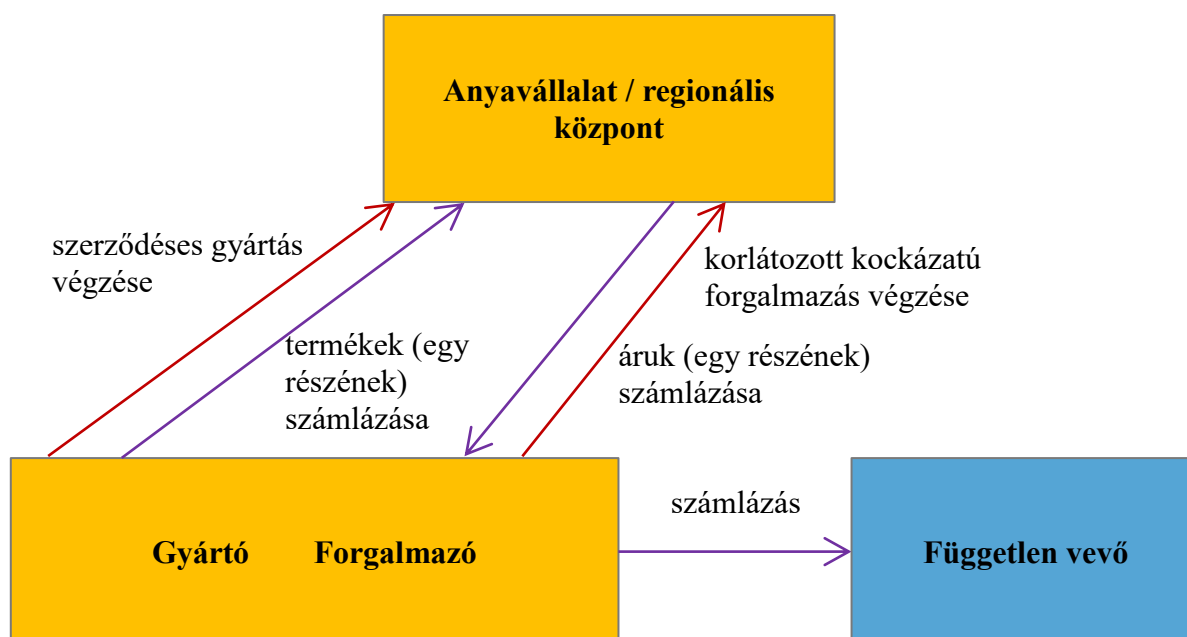 Anyavállalat / regionális
központ
szerződéses gyártás
végzése
korlátozott kockázatú
forgalmazás végzése
termékek (egy
részének)
számlázása
áruk (egy részének)
számlázása
Gyártó Forgalmazó
számlázás
Független vevő